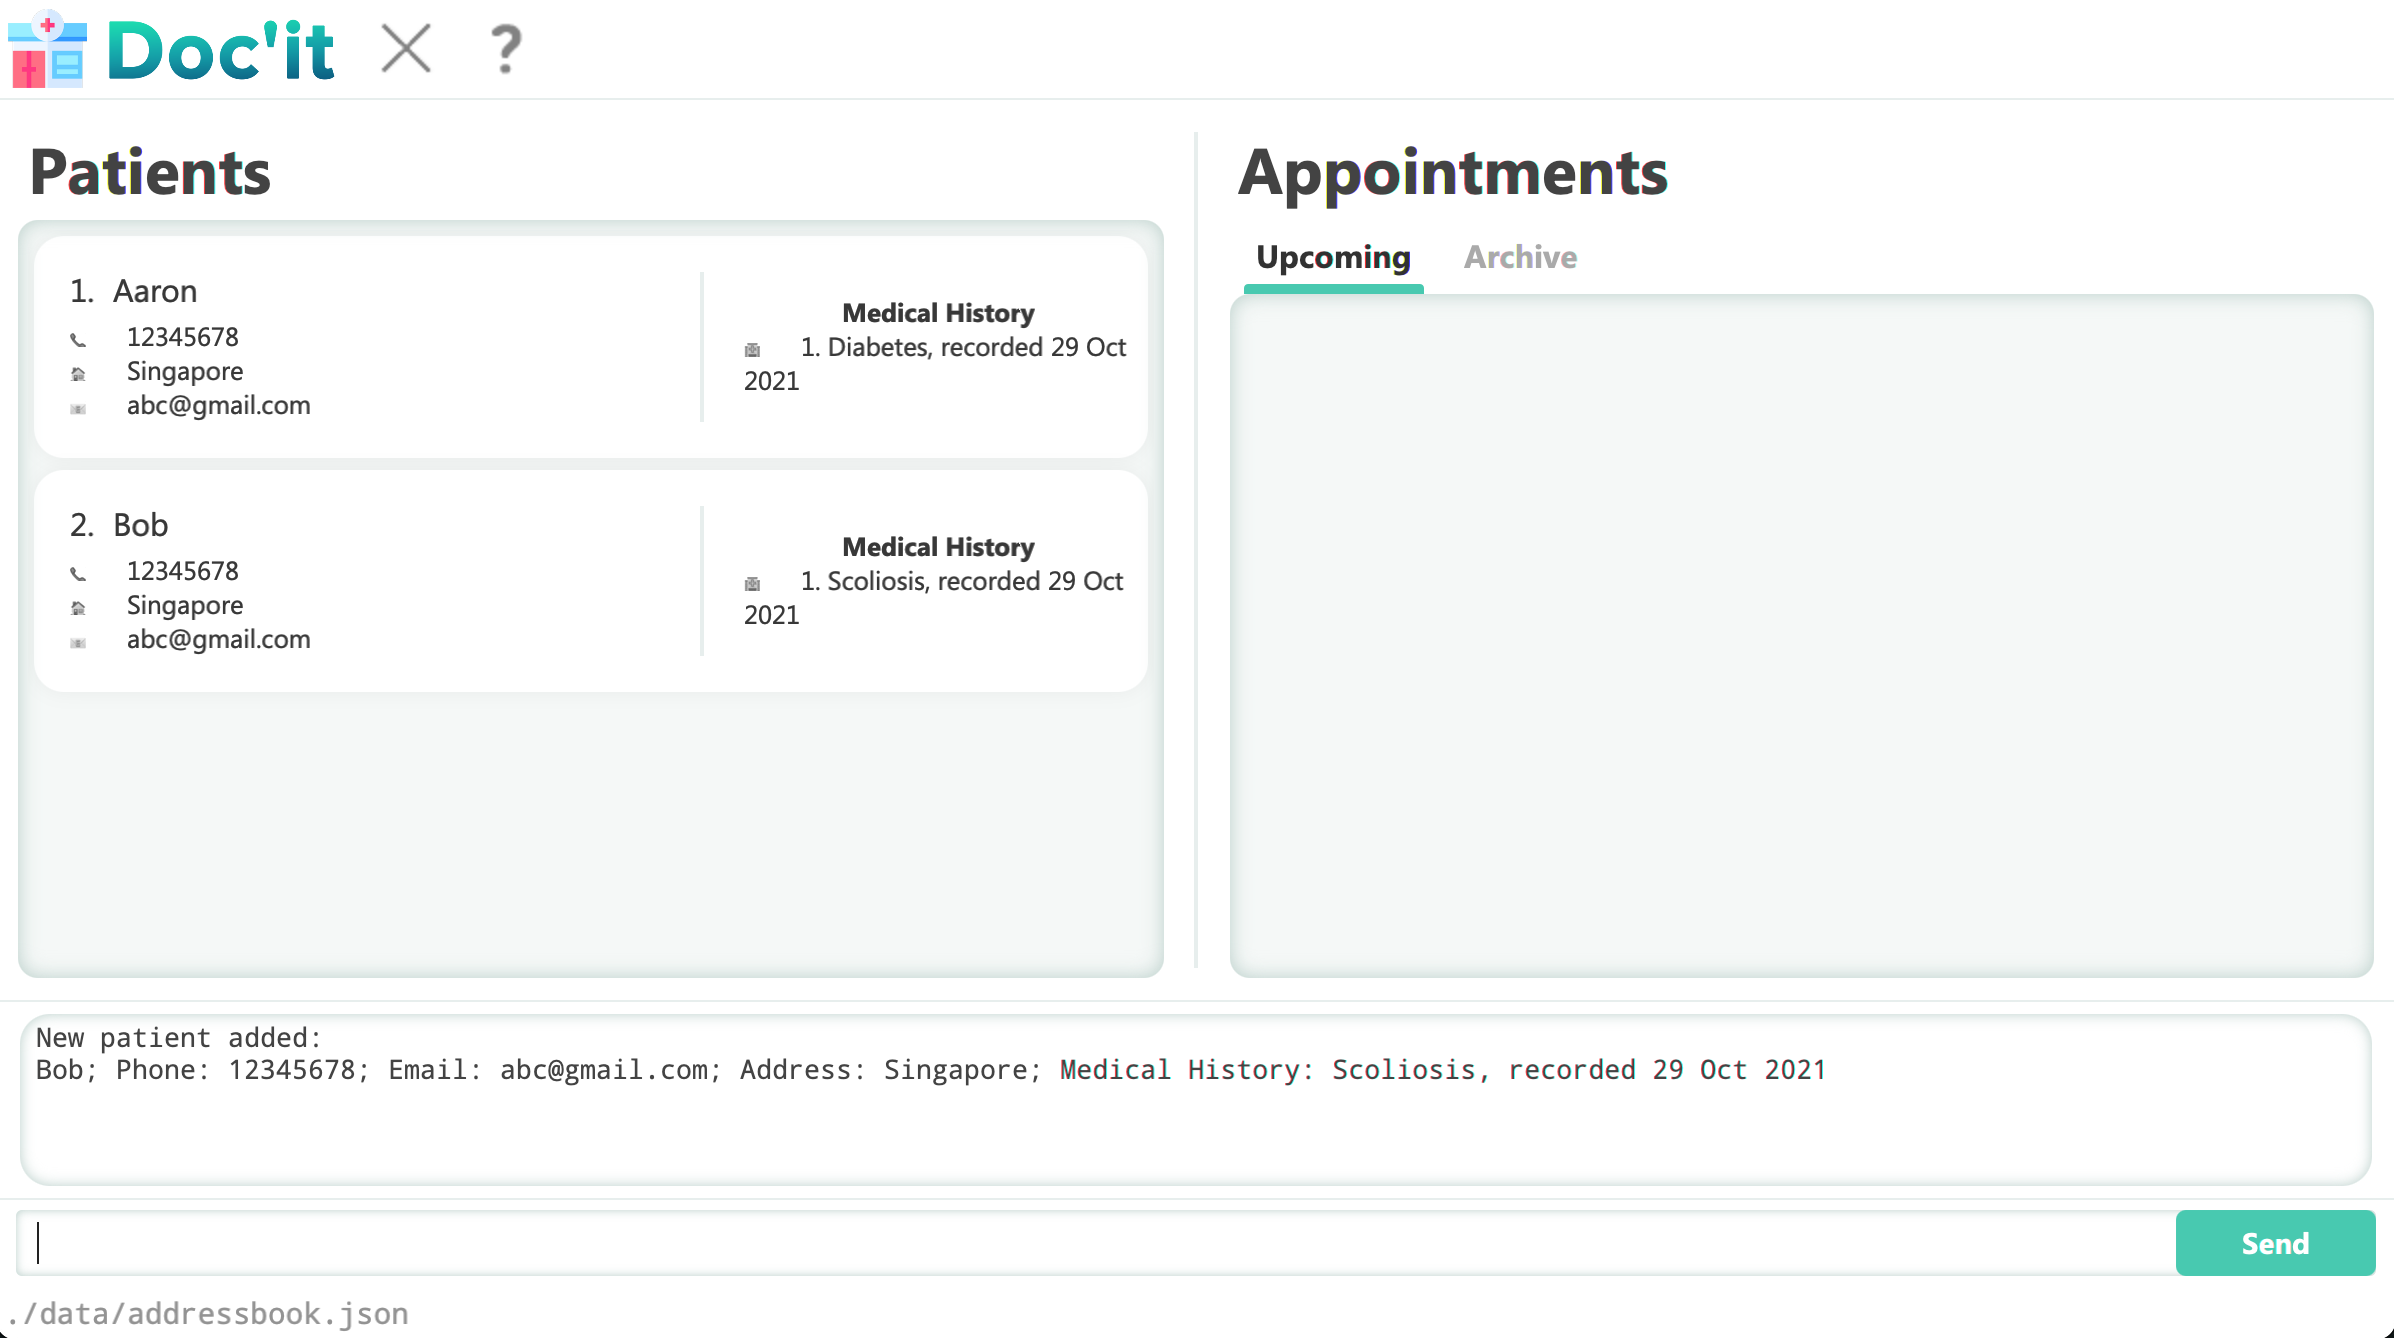 Doc'it
?
Patients
1. Aaron
12345678
Singapore
abc@gmail.com
Medical History
1. Diabetes, recorded 29 Oct
2021
2. Bob
12345678
Singapore
abc@gmail.com
Medical History
1. Scoliosis, recorded 29 Oct
2021
Appointments
Upcoming Archive
New patient added:
Bob; Phone: 12345678; Email: abc@gmail.com; Address: Singapore; Medical History: Scoliosis, recorded 29 Oct 2021
Send
./data/addressbook.json